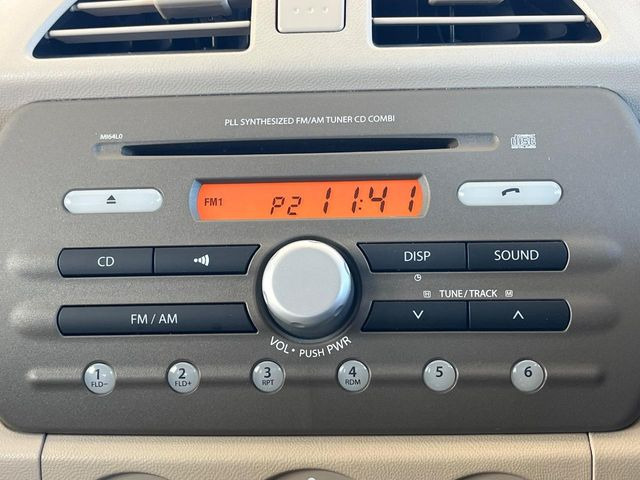 PLL SYNTHESIZED FM/AM TUNER CD COMBI
MI64L0
disc
FM1 P2 11:41
CD
DISP
SOUND
H TUNE/TRACK M
FM / AM
VOL • PUSH PWR
1 FLD−
2 FLD+
3 RPT
4 RDM
5
6